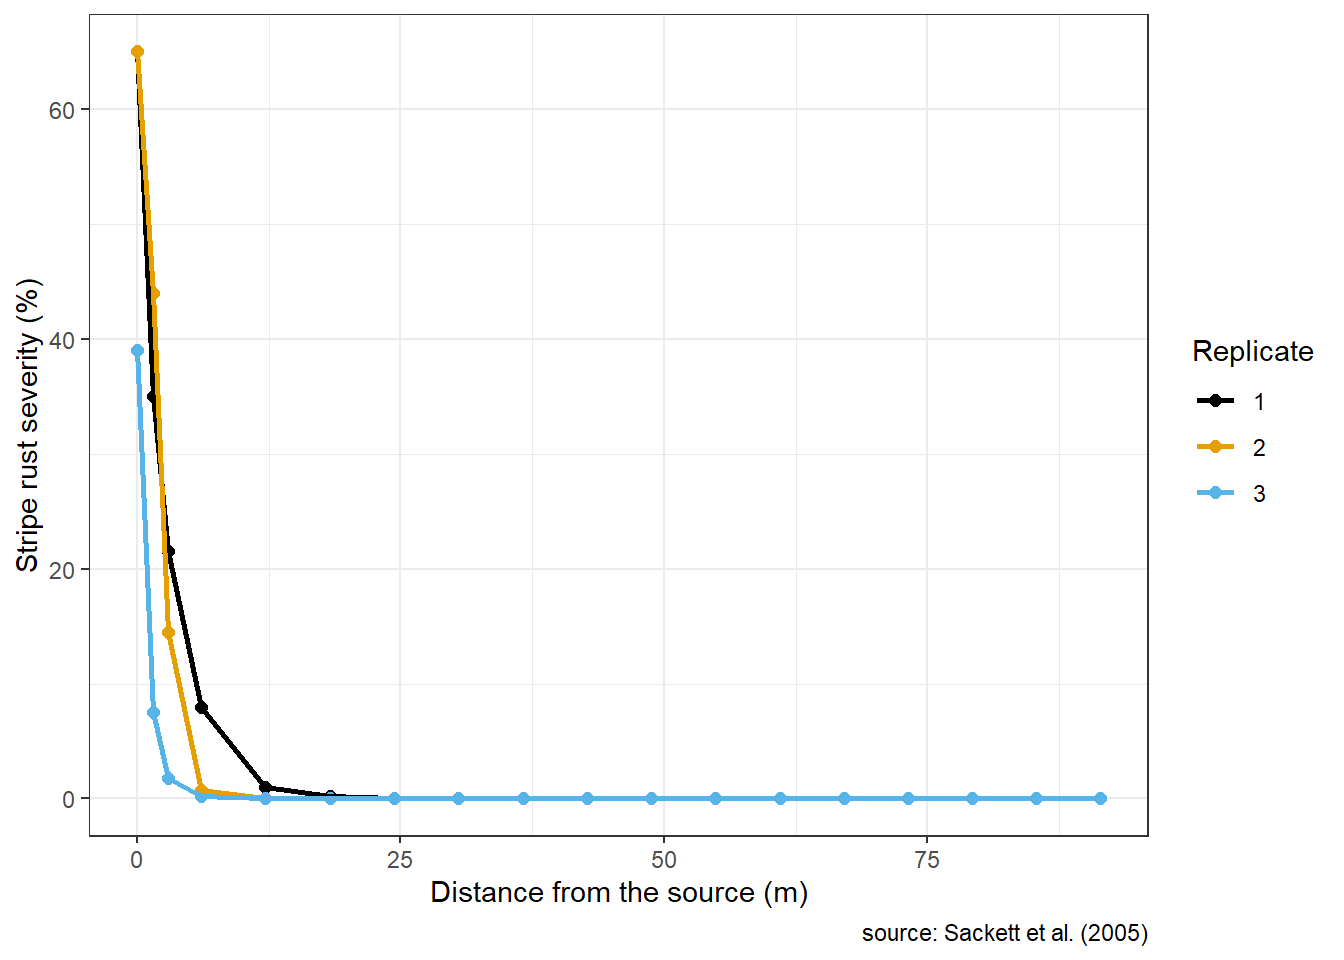 60
40
20
0
Stripe rust severity (%)
0 25 50 75
Distance from the source (m)
Replicate
1
2
3
source: Sackett et al. (2005)